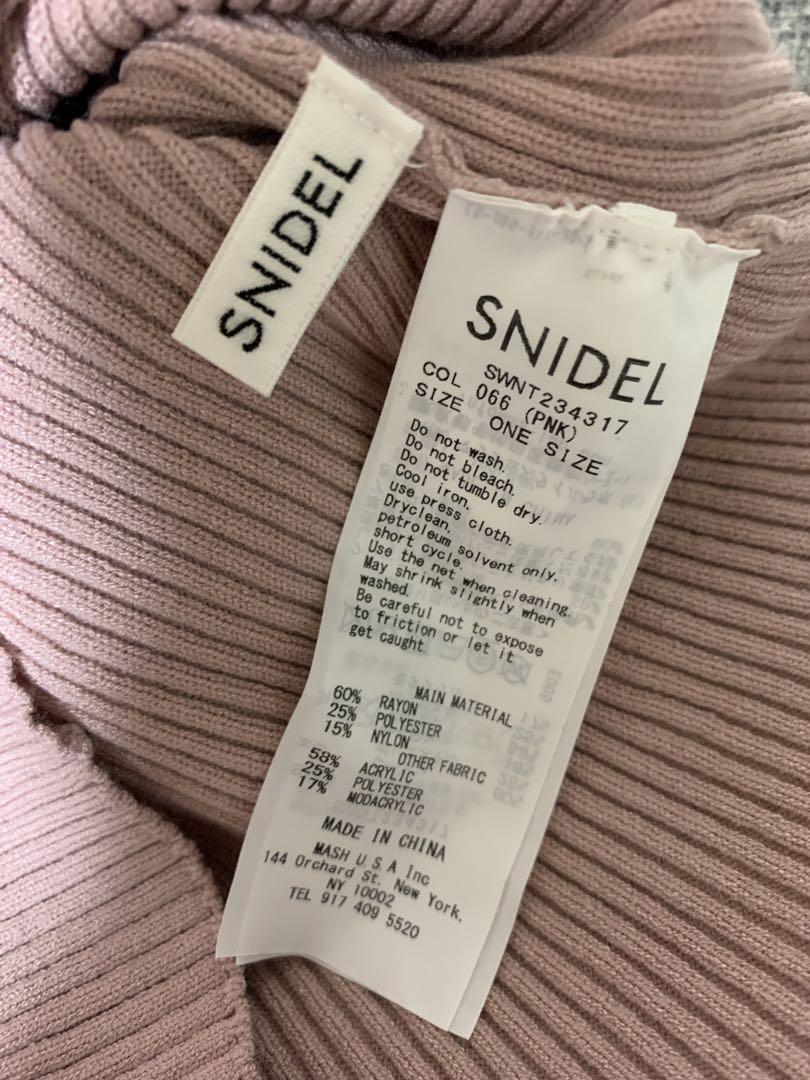 SNIDEL
SNIDEL
SWNT234317
COL 066 (PNK)
SIZE ONE SIZE
Do not wash.
Do not bleach.
Do not tumble dry.
Cool iron.
use press cloth.
Dryclean.
petroleum solvent only.
short cycle.
Use the net when cleaning.
May shrink slightly when
washed.
Be careful not to expose
to friction or let it
get caught.
MAIN MATERIAL
60% RAYON
25% POLYESTER
15% NYLON
OTHER FABRIC
58% ACRYLIC
25% POLYESTER
17% MODACRYLIC
MADE IN CHINA
MASH U.S.A Inc
144 Orchard St. New York,
NY 10002
TEL 917 409 5520